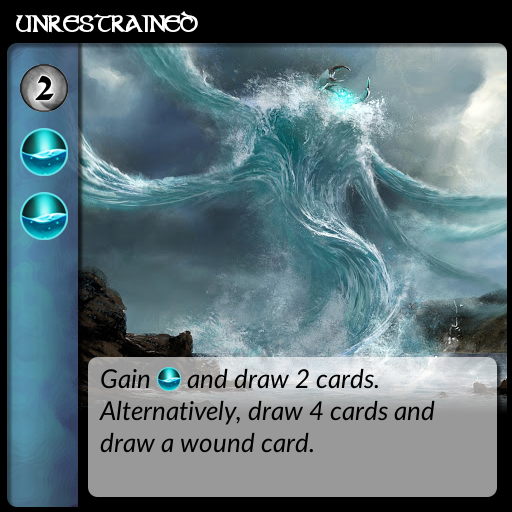 UNRESTRAINED
2
Gain and draw 2 cards.
Alternatively, draw 4 cards and
draw a wound card.